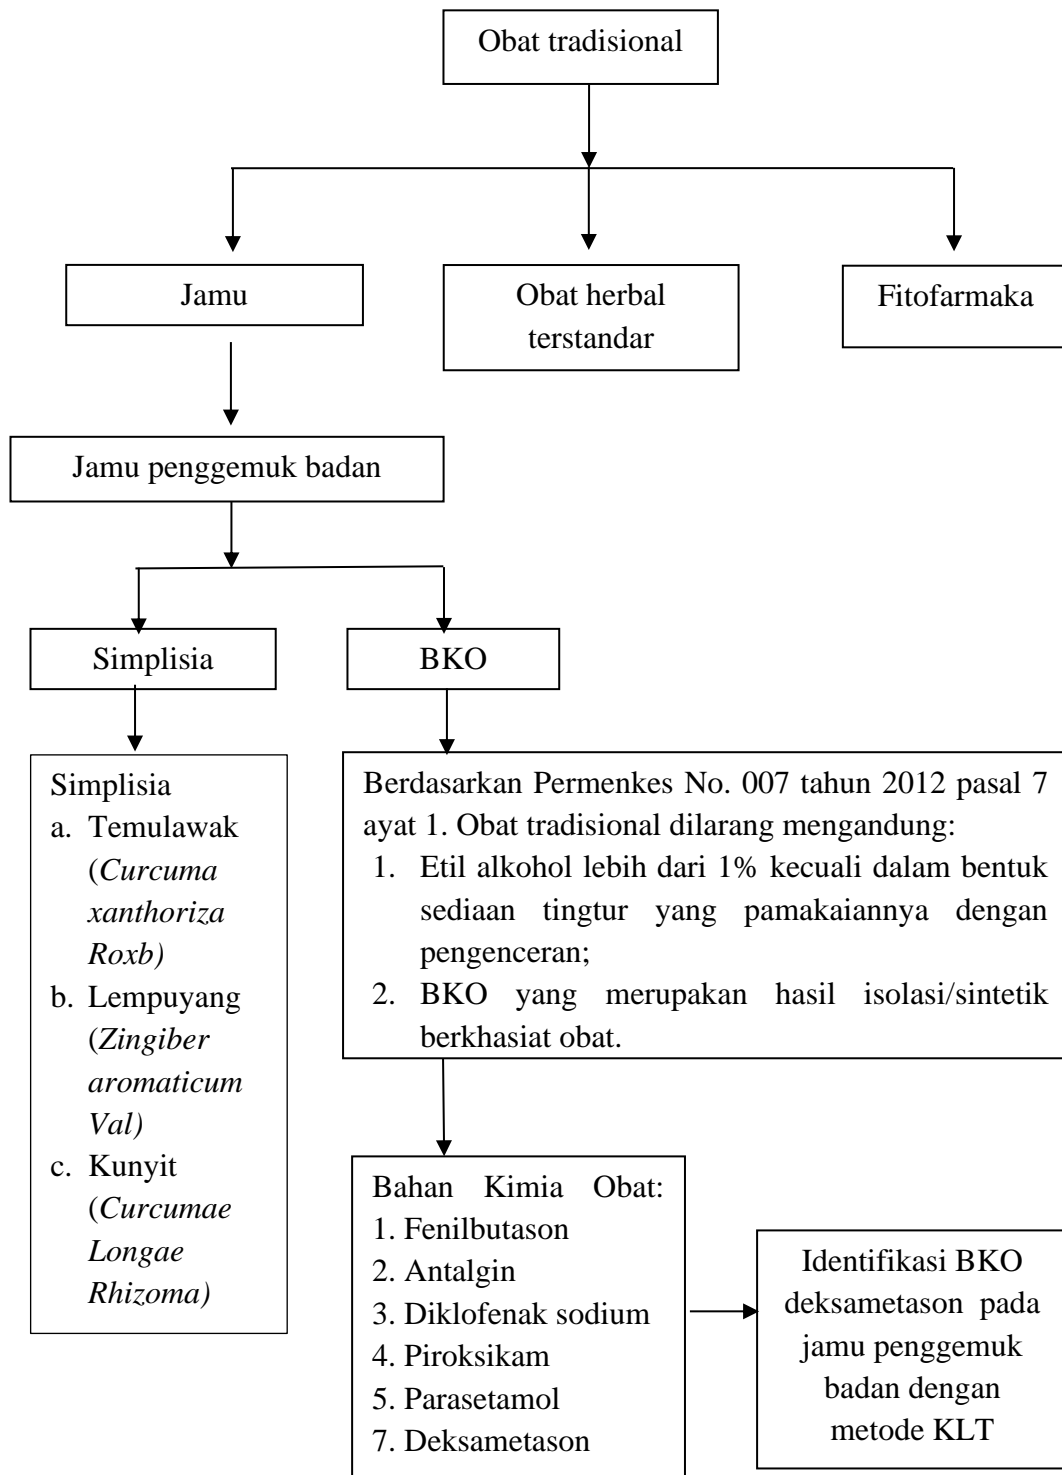 Obat tradisional
Jamu
Obat herbal
terstandar
Fitofarmaka
Jamu penggemuk badan
Simplisia
BKO
Simplisia
a. Temulawak
(Curcuma
xanthoriza
Roxb)
b. Lempuyang
(Zingiber
aromaticum
Val)
c. Kunyit
(Curcumae
Longae
Rhizoma)
Berdasarkan Permenkes No. 007 tahun 2012 pasal 7
ayat 1. Obat tradisional dilarang mengandung:
1. Etil alkohol lebih dari 1% kecuali dalam bentuk
sediaan tingtur yang pamakaiannya dengan
pengenceran;
2. BKO yang merupakan hasil isolasi/sintetik
berkhasiat obat.
Bahan Kimia Obat:
1. Fenilbutason
2. Antalgin
3. Diklofenak sodium
4. Piroksikam
5. Parasetamol
7. Deksametason
Identifikasi BKO
deksametason pada
jamu penggemuk
badan dengan
metode KLT